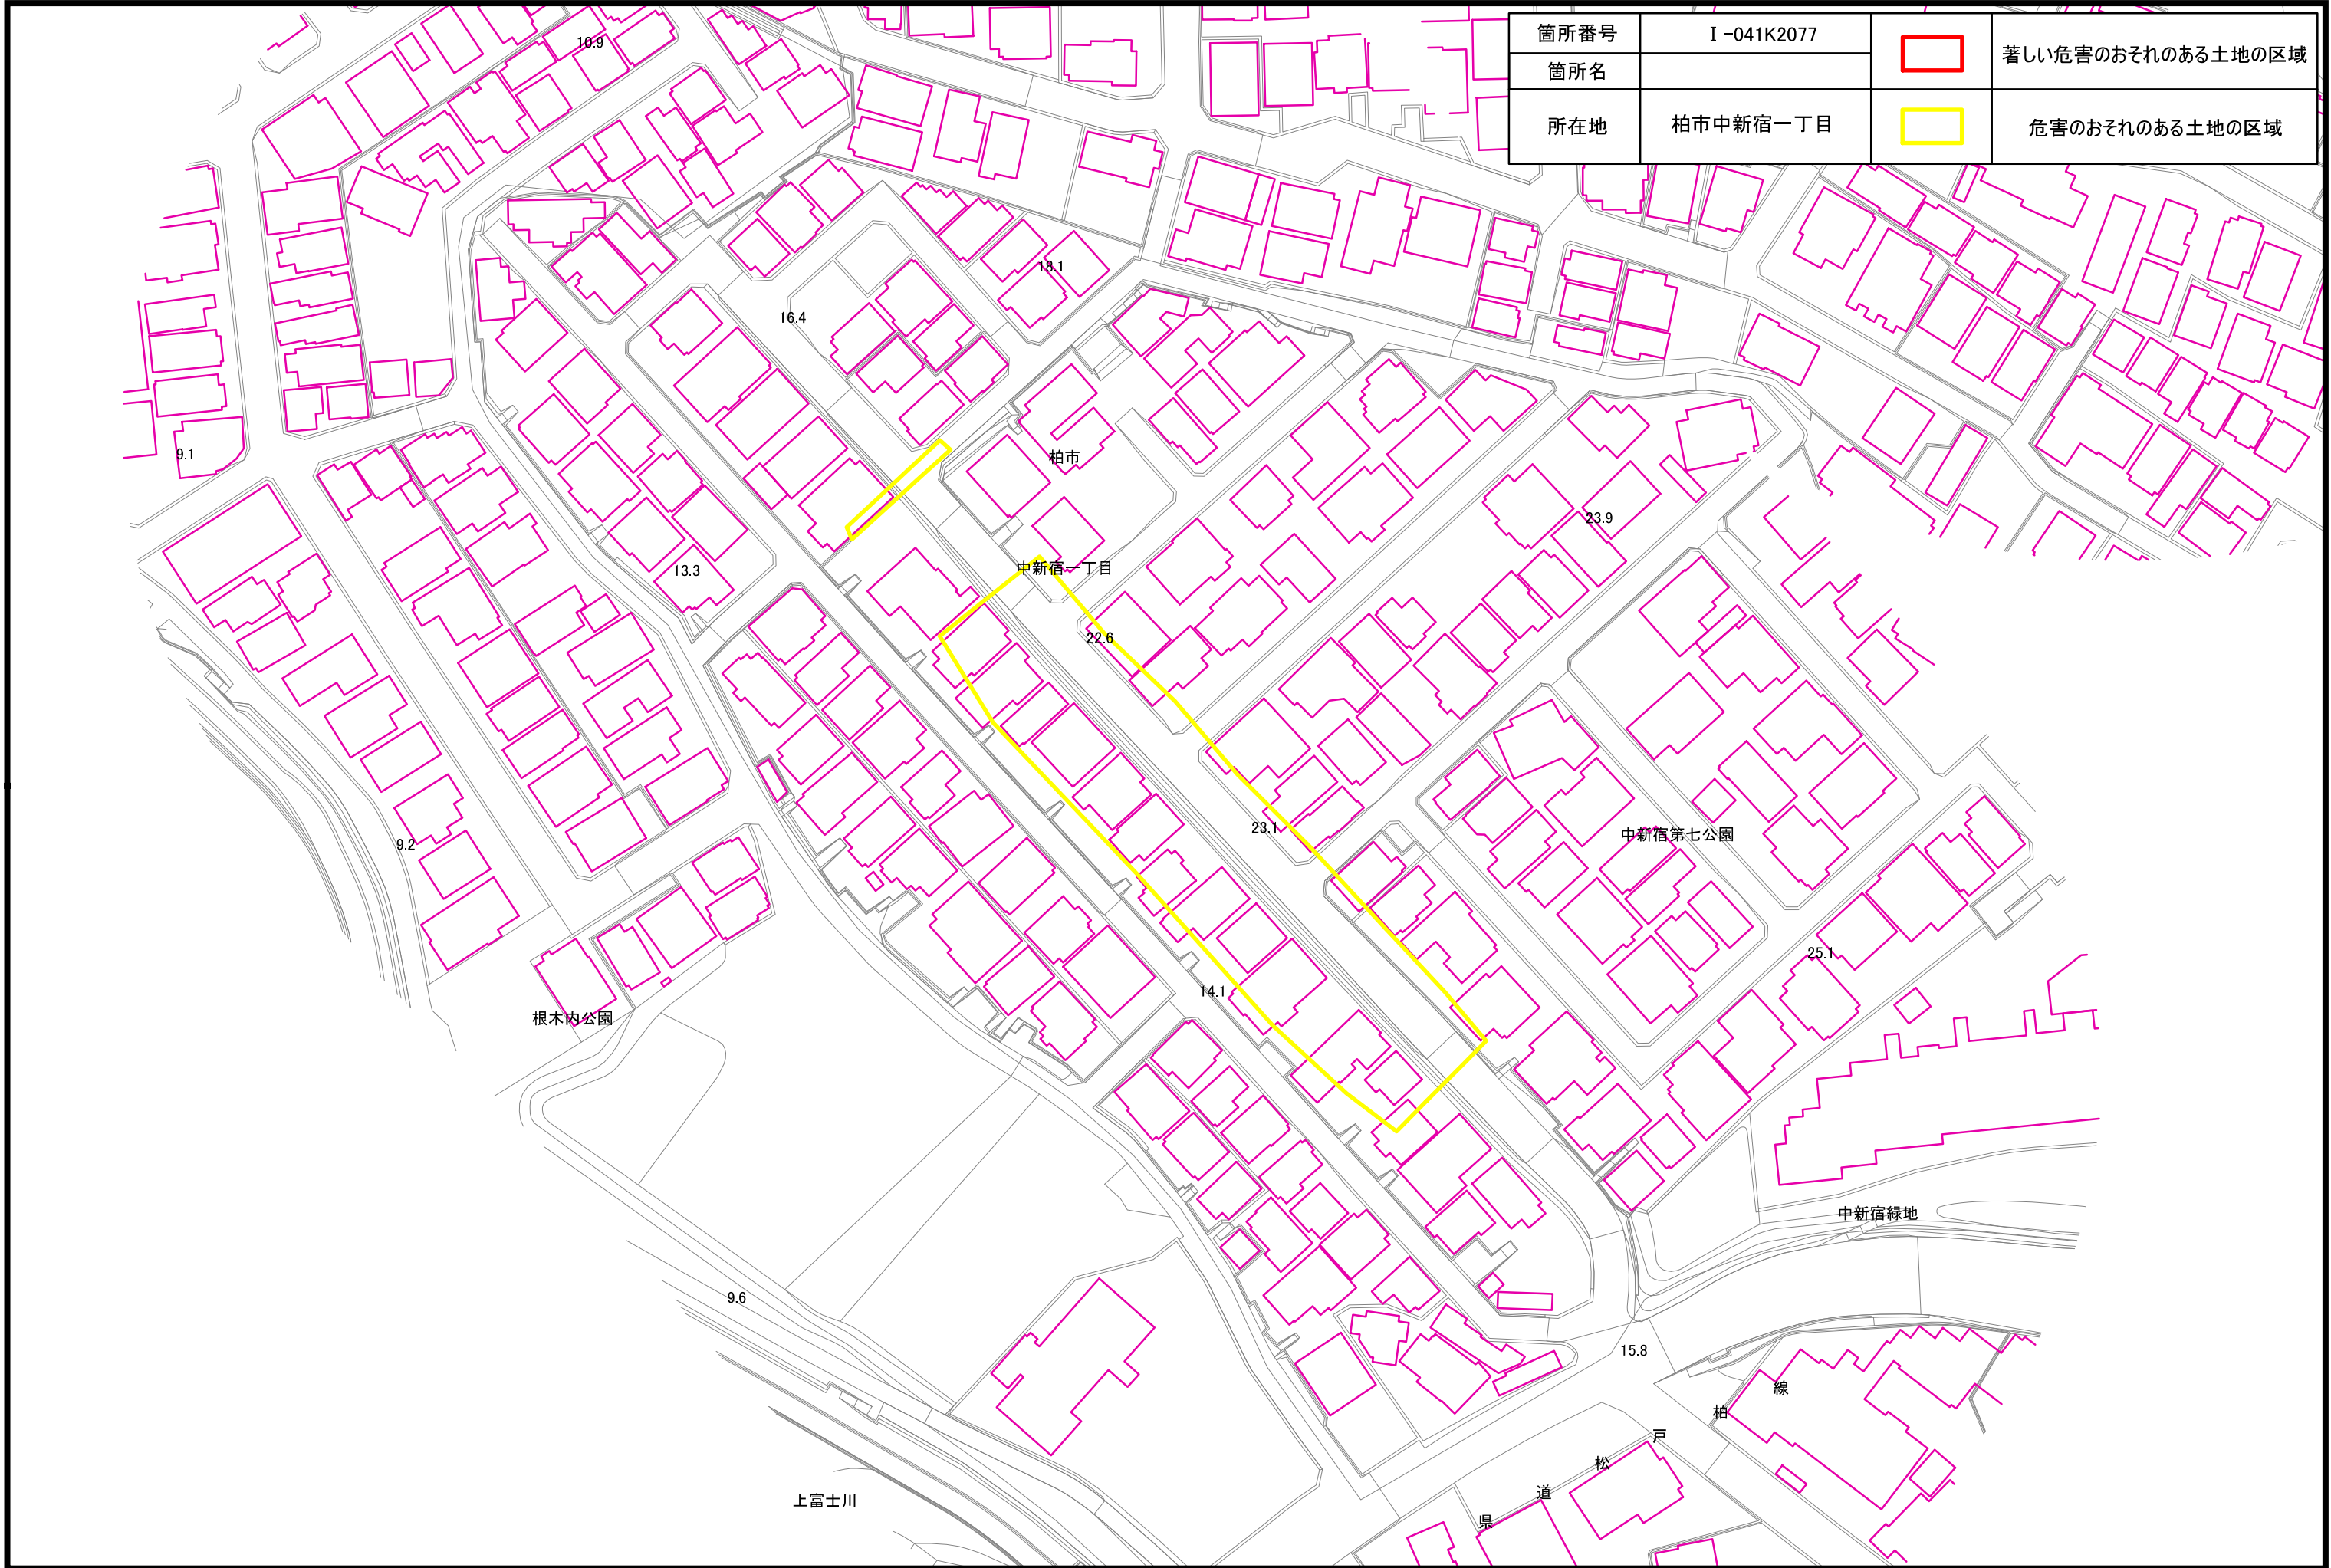 箇所番号 Ⅰ-041K2077
著しい危害のおそれのある土地の区域
箇所名
所在地 柏市中新宿一丁目
危害のおそれのある土地の区域
10.9
18.1
16.4
9.1
柏市
23.9
中新宿一丁目
13.3
22.6
23.1
中新宿第七公園
9.2
25.1
14.1
根木内公園
中新宿緑地
9.6
15.8
線
柏
戸
松
道
県
上富士川